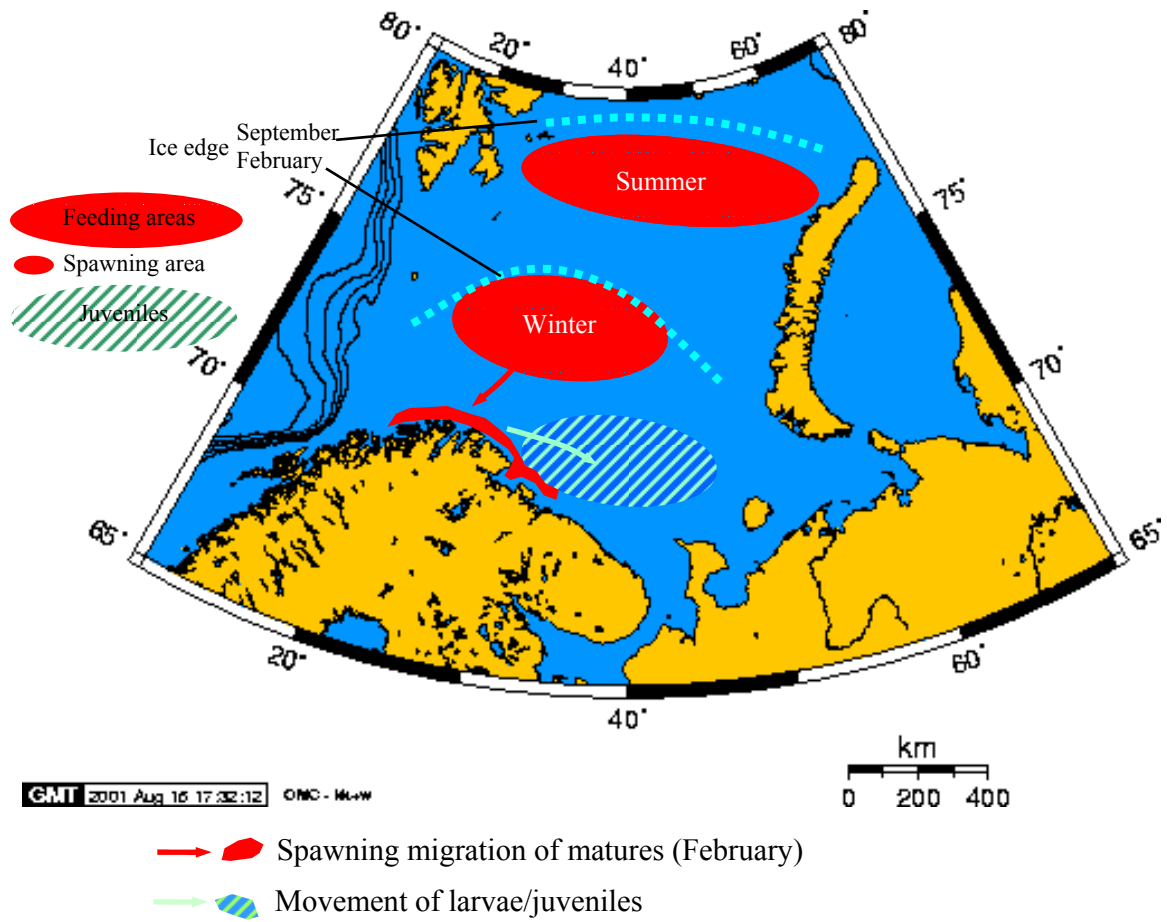 80°
20°
40°
60°
80°
Ice edge
September
February
75°
75°
Summer
Feeding areas
Spawning area
Juveniles
Winter
70°
70°
65°
65°
20°
60°
40°
km
0 200 400
GMT 2001 Aug 15 17:32:12
Spawning migration of matures (February)
Movement of larvae/juveniles